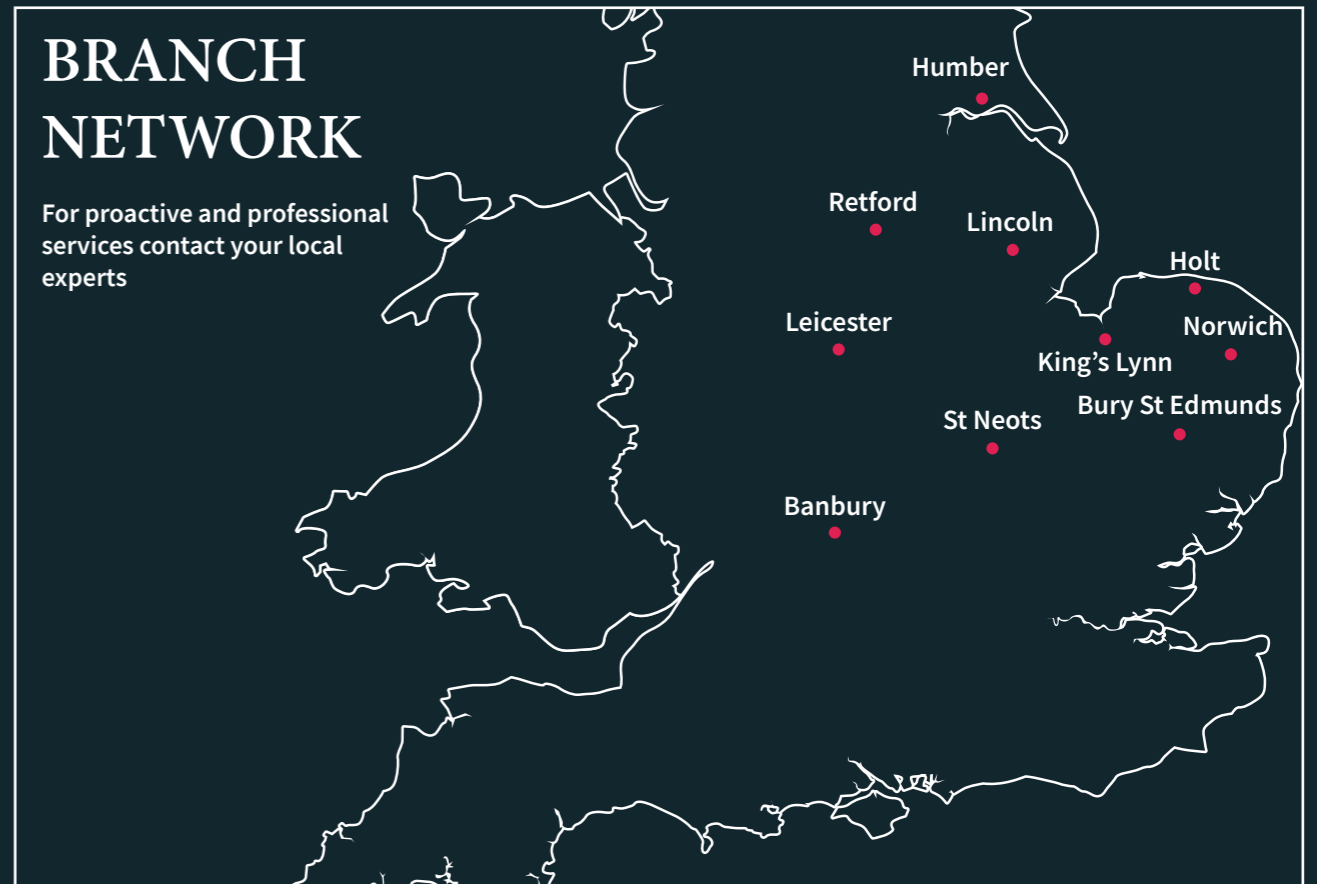 BRANCH
NETWORK
For proactive and professional
services contact your local
experts
Humber
Retford
Lincoln
Holt
Leicester
Norwich
King’s Lynn
Bury St Edmunds
St Neots
Banbury